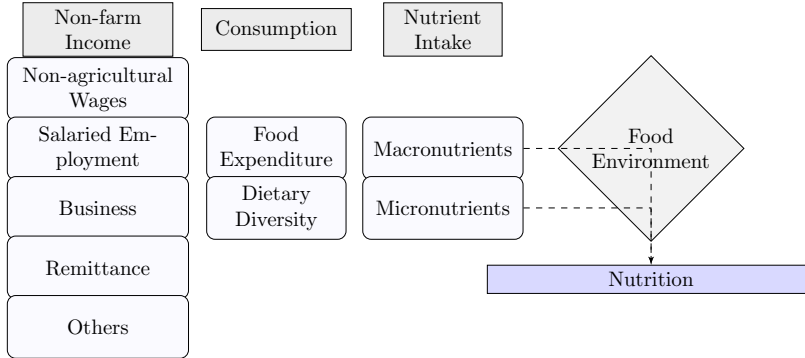 Non-farm
Income
Consumption
Nutrient
Intake
Non-agricultural
Wages
Salaried Em-
ployment
Business
Remittance
Others
Food
Expenditure
Dietary
Diversity
Macronutrients
Micronutrients
Food
Environment
Nutrition